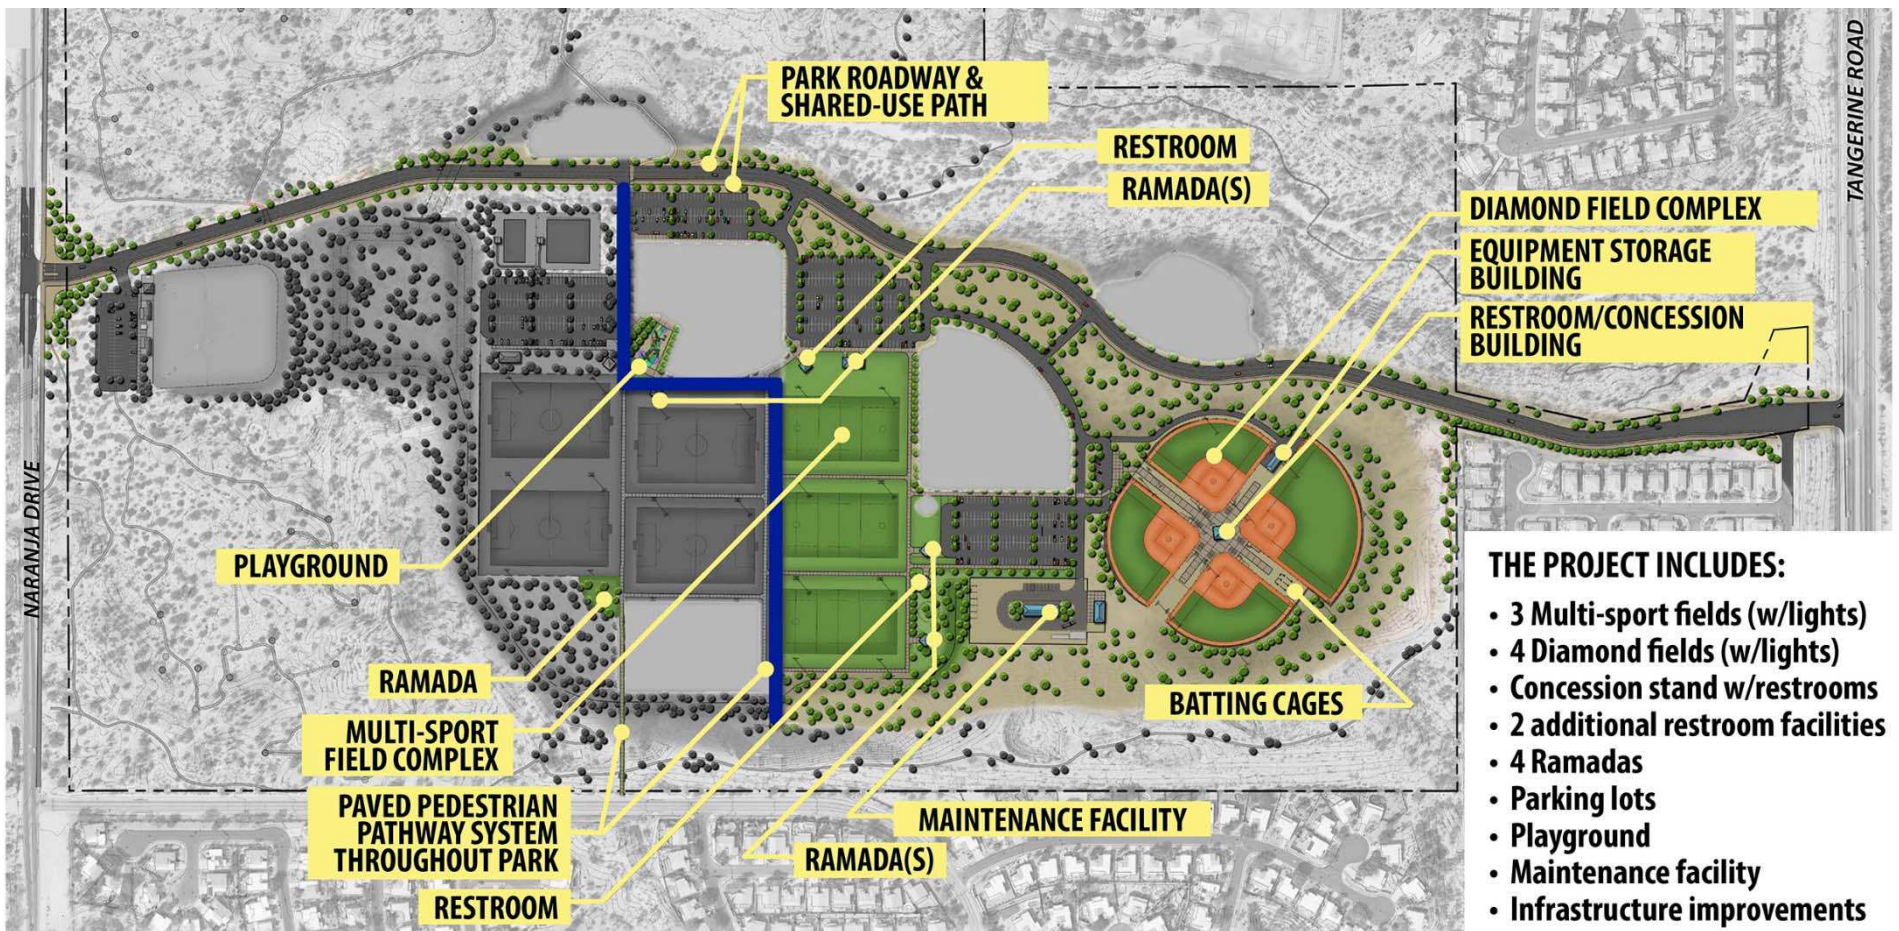 PARK ROADWAY &
SHARED-USE PATH
RESTROOM
RAMADA(S)
TANGERINE ROAD
DIAMOND FIELD COMPLEX
EQUIPMENT STORAGE
BUILDING
RESTROOM/CONCESSION
BUILDING
NARANJA DRIVE
PLAYGROUND
RAMADA
MULTI-SPORT
FIELD COMPLEX
PAVED PEDESTRIAN
PATHWAY SYSTEM
THROUGHOUT PARK
RESTROOM
RAMADA(S)
MAINTENANCE FACILITY
BATTING CAGES
THE PROJECT INCLUDES:
• 3 Multi-sport fields (w/lights)
• 4 Diamond fields (w/lights)
• Concession stand w/restrooms
• 2 additional restroom facilities
• 4 Ramadas
• Parking lots
• Playground
• Maintenance facility
• Infrastructure improvements